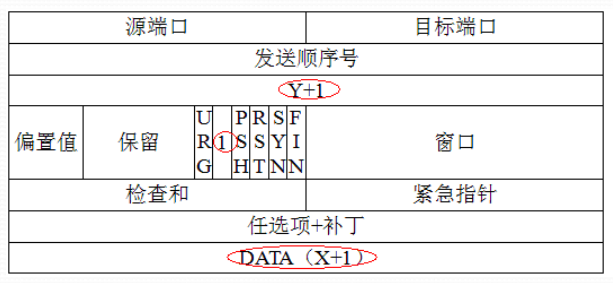 源端口 目标端口
发送顺序号
Y+1
偏置值 保留 URG 1 PSH RST SYN FIN 窗口
检查和 紧急指针
任选项+补丁
DATA（X+1）